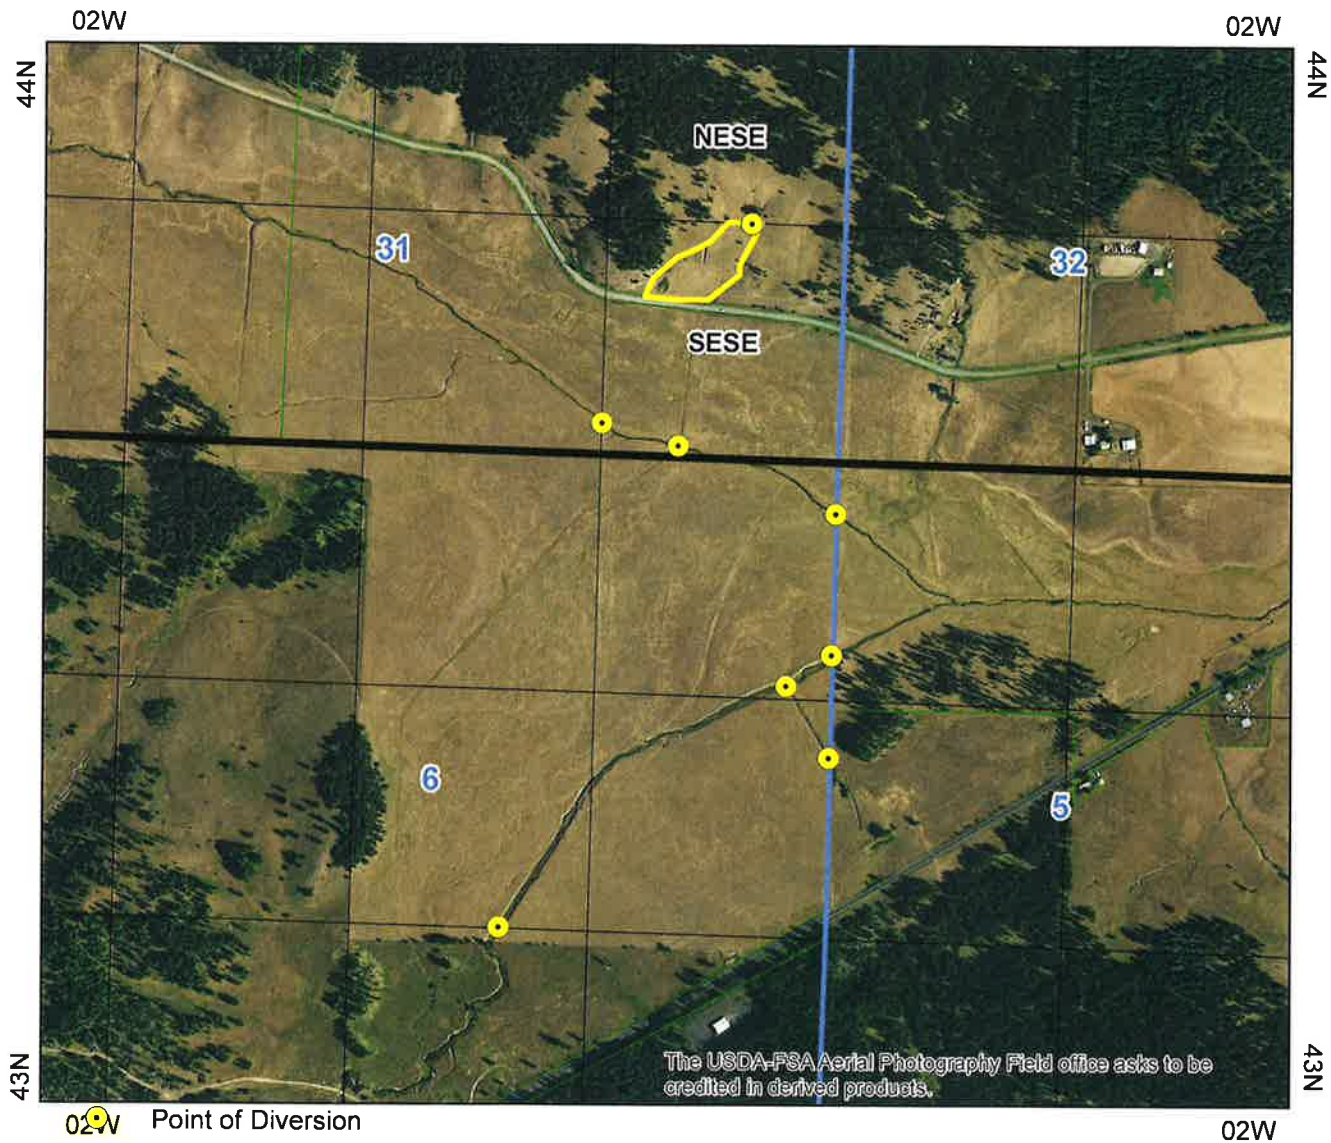 02W 02W
44N 44N
NESE
31 32
SESE
6 5
The USDA-FSA Aerial Photography Field office asks to be
credited in derived products.
43N 43N
02W Point of Diversion
02W